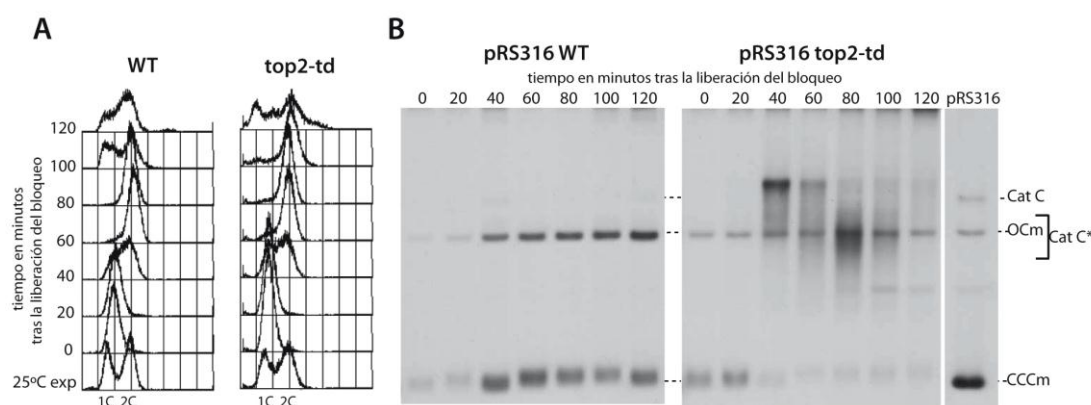 A
WT
top2-td
tiempo en minutos
tras la liberación del bloqueo
120
100
80
60
40
20
0
25ºC exp
1C 2C
1C 2C
B
pRS316 WT
pRS316 top2-td
tiempo en minutos tras la liberación del bloqueo
0 20 40 60 80 100 120
0 20 40 60 80 100 120
pRS316
Cat C
OCm
Cat C*
CCCm